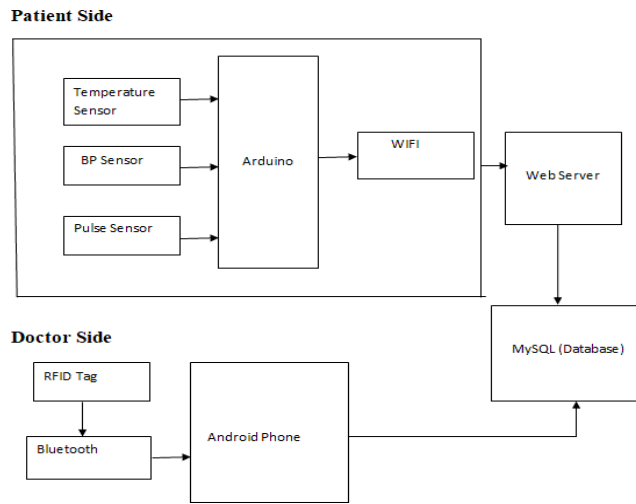 Patient Side
Temperature
Sensor
BP Sensor
Pulse Sensor
Arduino
WIFI
Web Server
MySQL (Database)
Doctor Side
RFID Tag
Bluetooth
Android Phone